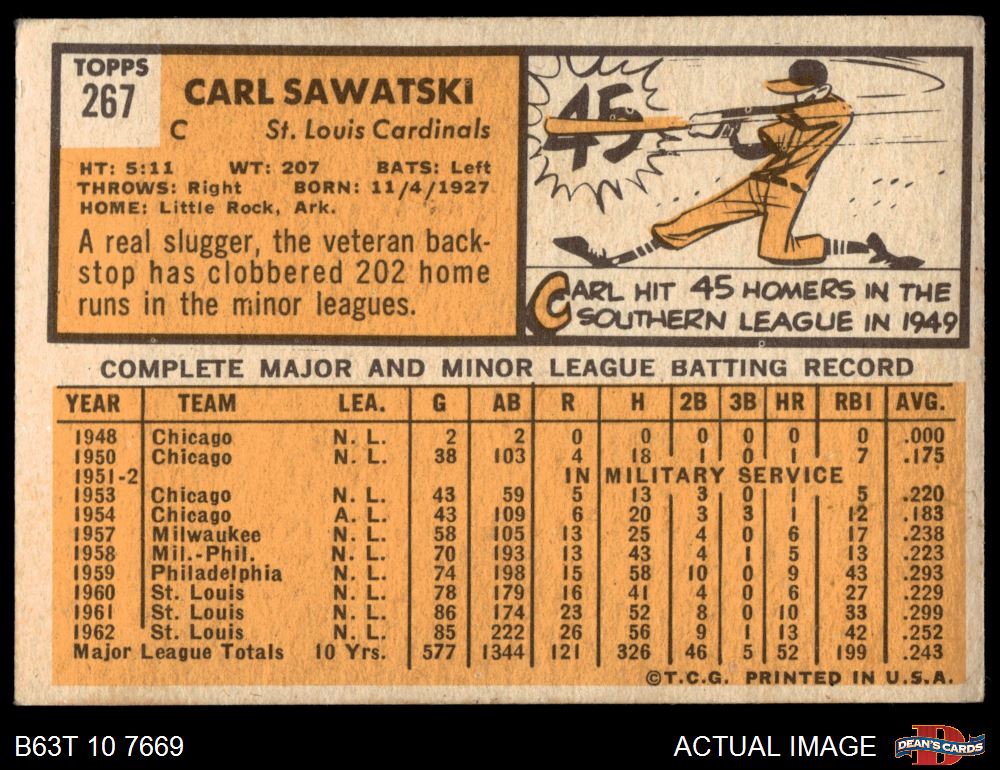 TOPPS
267
CARL SAWATSKI
C St. Louis Cardinals
HT: 5:11 WT: 207 BATS: Left
THROWS: Right BORN: 11/4/1927
HOME: Little Rock, Ark.
A real slugger, the veteran back-
stop has clobbered 202 home
runs in the minor leagues.
45
CARL HIT 45 HOMERS IN THE
SOUTHERN LEAGUE IN 1949
COMPLETE MAJOR AND MINOR LEAGUE BATTING RECORD
YEAR TEAM LEA. G AB R H 2B 3B HR RBI AVG.
1948 Chicago N. L. 2 2 0 0 0 0 0 0 .000
1950 Chicago N. L. 38 103 4 18 1 0 1 7 .175
1951-2 IN MILITARY SERVICE
1953 Chicago N. L. 43 59 5 13 3 0 1 5 .220
1954 Chicago A. L. 43 109 6 20 3 3 1 12 .183
1957 Milwaukee N. L. 58 105 13 25 4 0 6 17 .238
1958 Mil.-Phil. N. L. 70 193 13 43 4 1 5 13 .223
1959 Philadelphia N. L. 74 198 15 58 10 0 9 43 .293
1960 St. Louis N. L. 78 179 16 41 4 0 6 27 .229
1961 St. Louis N. L. 86 174 23 52 8 0 10 33 .299
1962 St. Louis N. L. 85 222 26 56 9 1 13 42 .252
Major League Totals 10 Yrs. 577 1344 121 326 46 5 52 199 .243
©T.C.G. PRINTED IN U.S.A.
B63T 10 7669 ACTUAL IMAGE DEAN'S CARDS